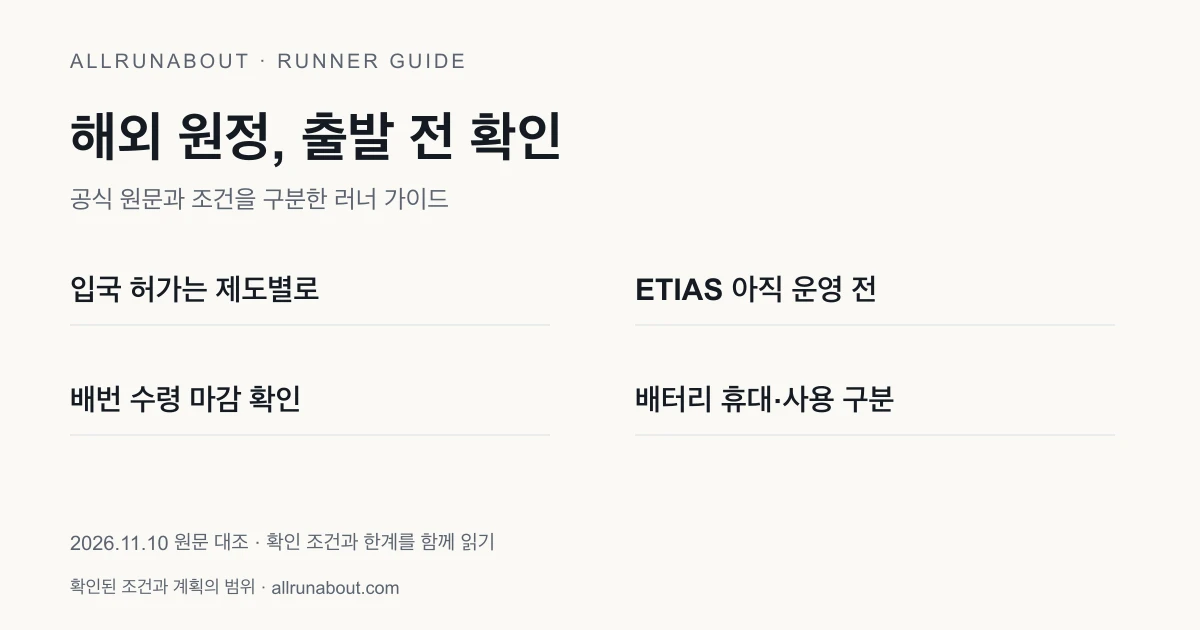 ALLRUNABOUT · RUNNER GUIDE
해외 원정, 출발 전 확인
공식 원문과 조건을 구분한 러너 가이드
입국 허가는 제도별로
ETIAS 아직 운영 전
배번 수령 마감 확인
배터리 휴대·사용 구분
2026.11.10 원문 대조 · 확인 조건과 한계를 함께 읽기
확인된 조건과 계획의 범위 · allrunabout.com